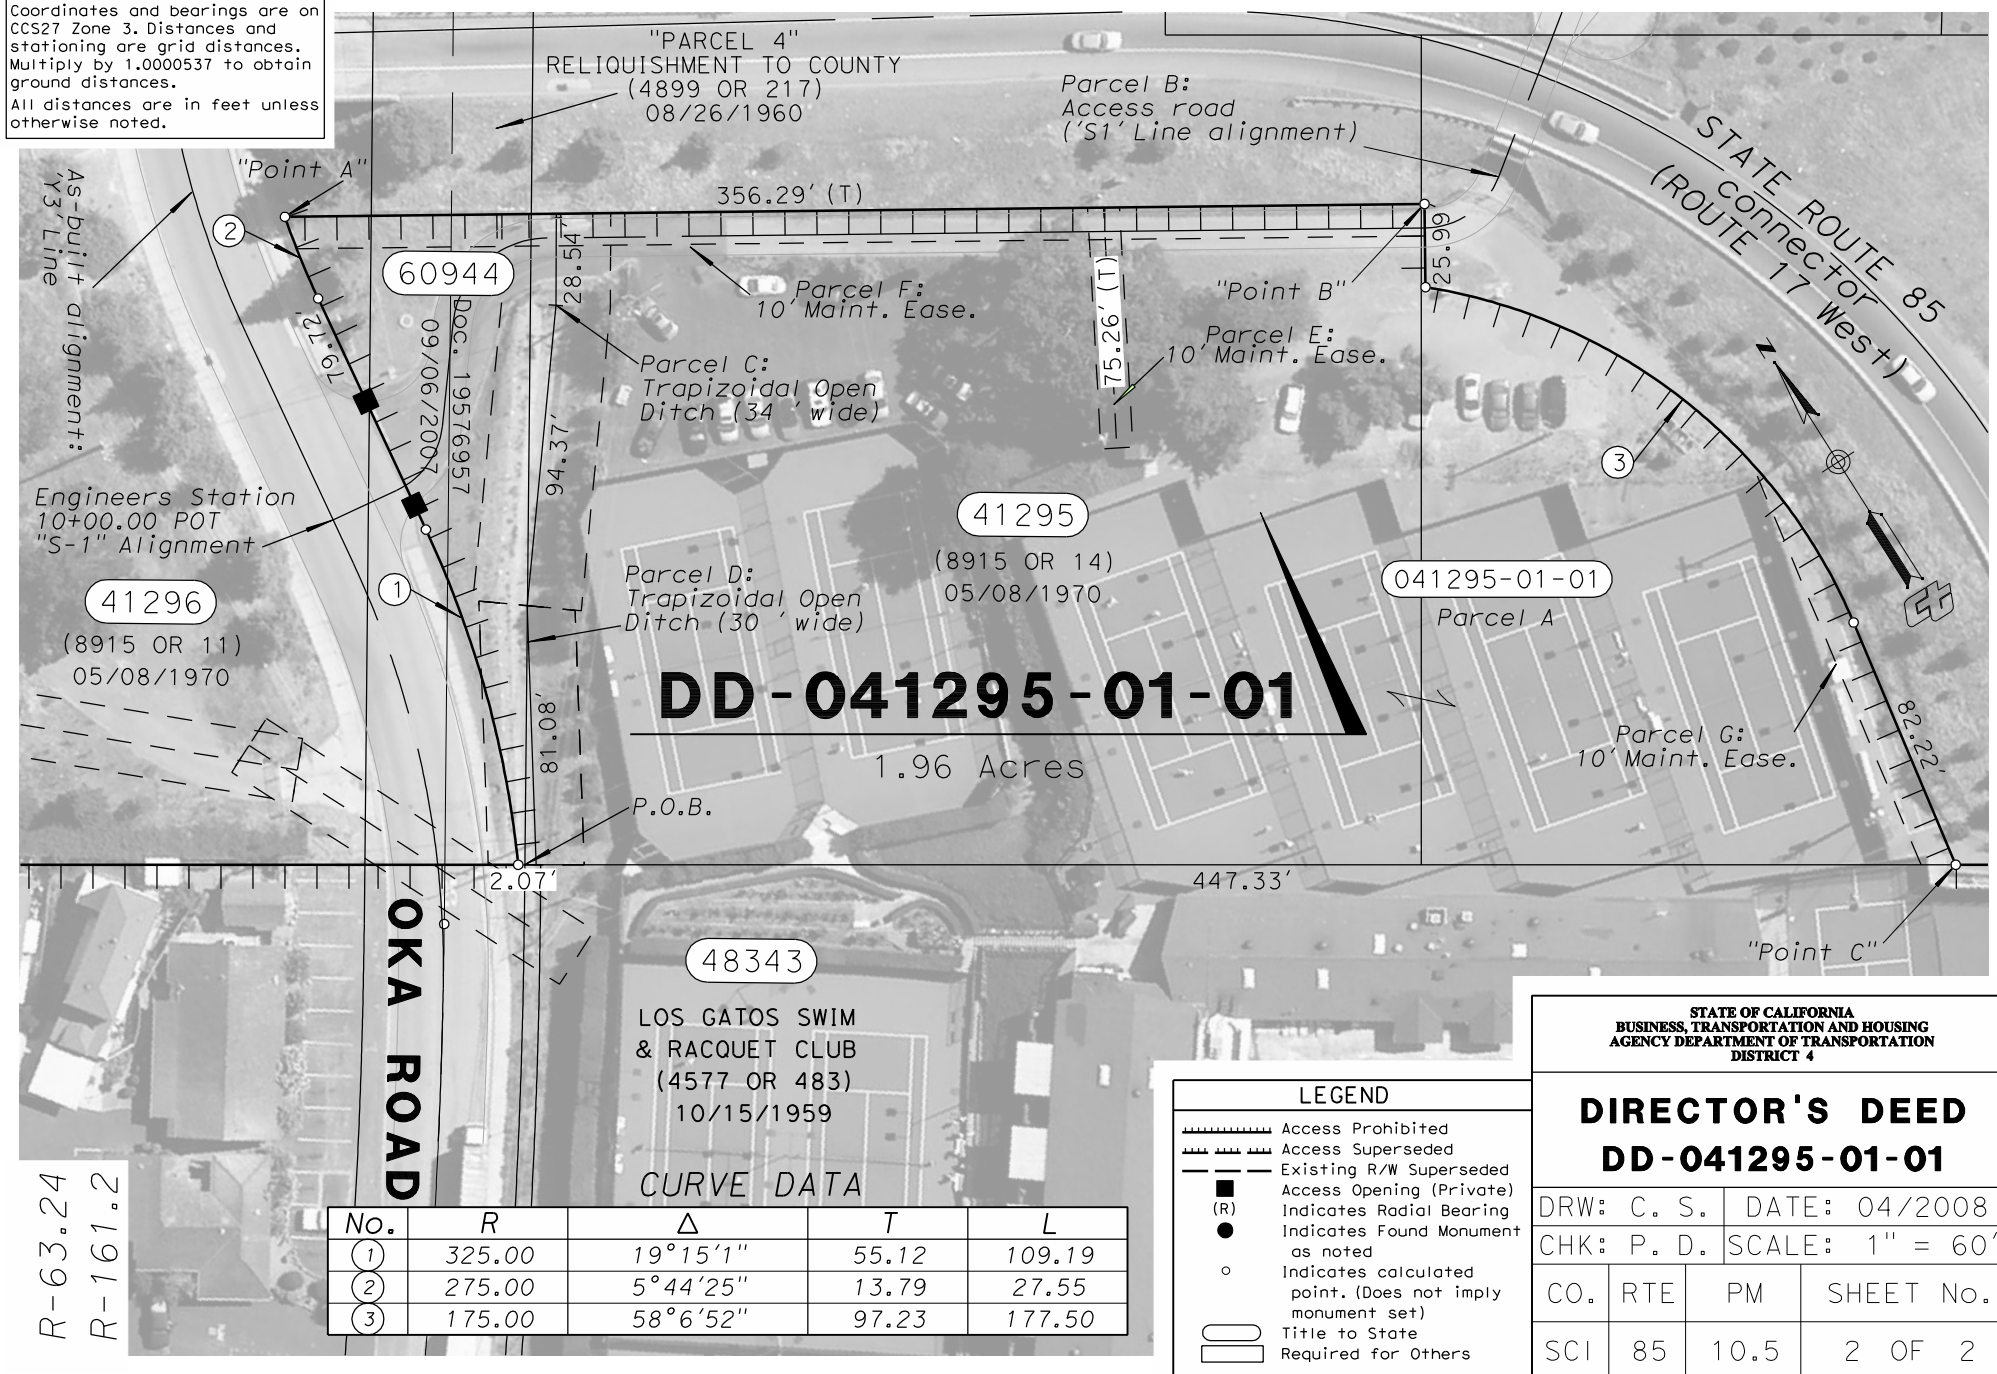 Coordinates and bearings are on
CCS27 Zone 3. Distances and
stationing are grid distances.
Multiply by 1.0000537 to obtain
ground distances.
All distances are in feet unless
otherwise noted.
"PARCEL 4"
RELIQUISHMENT TO COUNTY
(4899 OR 217)
08/26/1960
Parcel B:
Access road
('S1' Line alignment)
STATE ROUTE 85
Connector
(ROUTE 17 West)
"Point A"
As-built alignment:
'Y3' Line
2
356.29' (T)
60944
Doc. 19576957
09/06/2007
28.54'
25.99'
Parcel F:
10' Maint. Ease.
75.26' (T)
"Point B"
Parcel E:
10' Maint. Ease.
N
79.72'
Parcel C:
Trapizoidal Open
Ditch (34 ' wide)
94.37'
3
Engineers Station
10+00.00 POT
"S-1" Alignment
41295
(8915 OR 14)
05/08/1970
1
41296
(8915 OR 11)
05/08/1970
Parcel D:
Trapizoidal Open
Ditch (30 ' wide)
041295-01-01
Parcel A
Ct
DD-041295-01-01
1.96 Acres
N
81.08'
Parcel G:
10' Maint. Ease.
82.22'
P.O.B.
2.07'
447.33'
"Point C"
OKA ROAD
48343
LOS GATOS SWIM
& RACQUET CLUB
(4577 OR 483)
10/15/1959
R-63.24
R-161.2
CURVE DATA
No. R Δ T L
1 325.00 19°15'1" 55.12 109.19
2 275.00 5°44'25" 13.79 27.55
3 175.00 58°6'52" 97.23 177.50
LEGEND
Access Prohibited
Access Superseded
Existing R/W Superseded
Access Opening (Private)
(R) Indicates Radial Bearing
Indicates Found Monument
as noted
Indicates calculated
point. (Does not imply
monument set)
Title to State
Required for Others
STATE OF CALIFORNIA
BUSINESS, TRANSPORTATION AND HOUSING
AGENCY DEPARTMENT OF TRANSPORTATION
DISTRICT 4
DIRECTOR'S DEED
DD-041295-01-01
DRW: C. S. DATE: 04/2008
CHK: P. D. SCALE: 1" = 60'
CO. RTE PM SHEET No.
SCI 85 10.5 2 OF 2